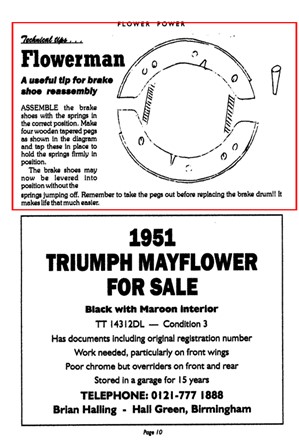 FLOWER POWER
Technical tips . . .
Flowerman
A useful tip for brake
shoe reassembly
ASSEMBLE the brake
shoes with the springs in
the correct position. Make
four wooden tapered pegs
as shown in the diagram
and tap these in place to
hold the springs firmly in
position.
The brake shoes may
now be levered into
position without the
springs jumping off. Remember to take the pegs out before replacing the brake drum!! It
makes life that much easier.
1951
TRIUMPH MAYFLOWER
FOR SALE
Black with Maroon interior
TT 14312DL — Condition 3
Has documents including original registration number
Work needed, particularly on front wings
Poor chrome but overriders on front and rear
Stored in a garage for 15 years
TELEPHONE: 0121-777 1888
Brian Halling - Hall Green, Birmingham
Page 10